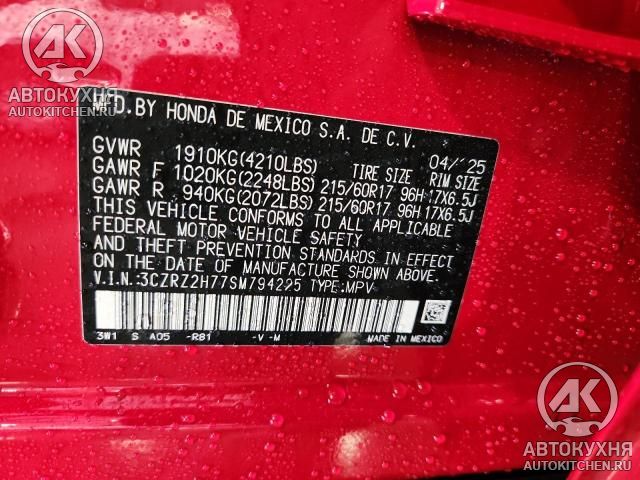 АК
АВТОКУХНЯ
AUTOKITCHEN.RU
MFD.BY HONDA DE MEXICO S.A. DE C.V.
04/'25
GVWR 1910KG(4210LBS) TIRE SIZE RIM SIZE
GAWR F 1020KG(2248LBS) 215/60R17 96H 17X6.5J
GAWR R 940KG(2072LBS) 215/60R17 96H 17X6.5J
THIS VEHICLE CONFORMS TO ALL APPLICABLE
FEDERAL MOTOR VEHICLE SAFETY
AND THEFT PREVENTION STANDARDS IN EFFECT
ON THE DATE OF MANUFACTURE SHOWN ABOVE.
V.I.N.:3CZRZ2H77SM794225 TYPE:MPV
3W1 S A05 -R81 -V-M MADE IN MEXICO
АК
АВТОКУХНЯ
AUTOKITCHEN.RU